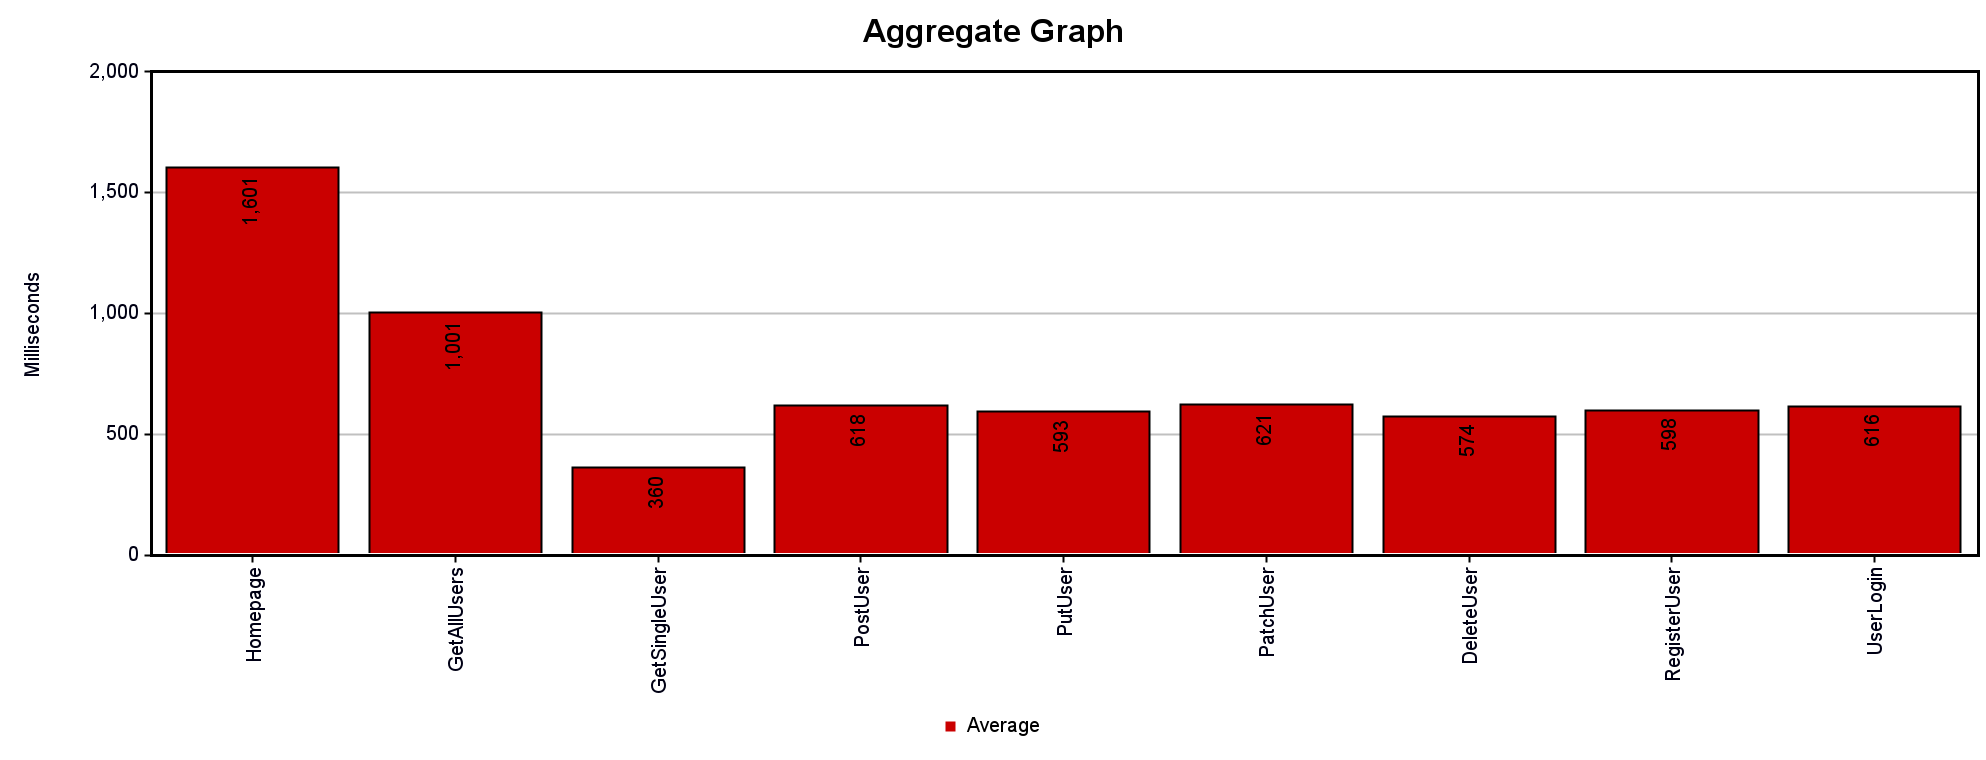 Aggregate Graph
2,000
1,500
1,000
500
0
Milliseconds
1,601
1,001
360
618
593
621
574
598
616
Homepage
GetAllUsers
GetSingleUser
PostUser
PutUser
PatchUser
DeleteUser
RegisterUser
UserLogin
Average